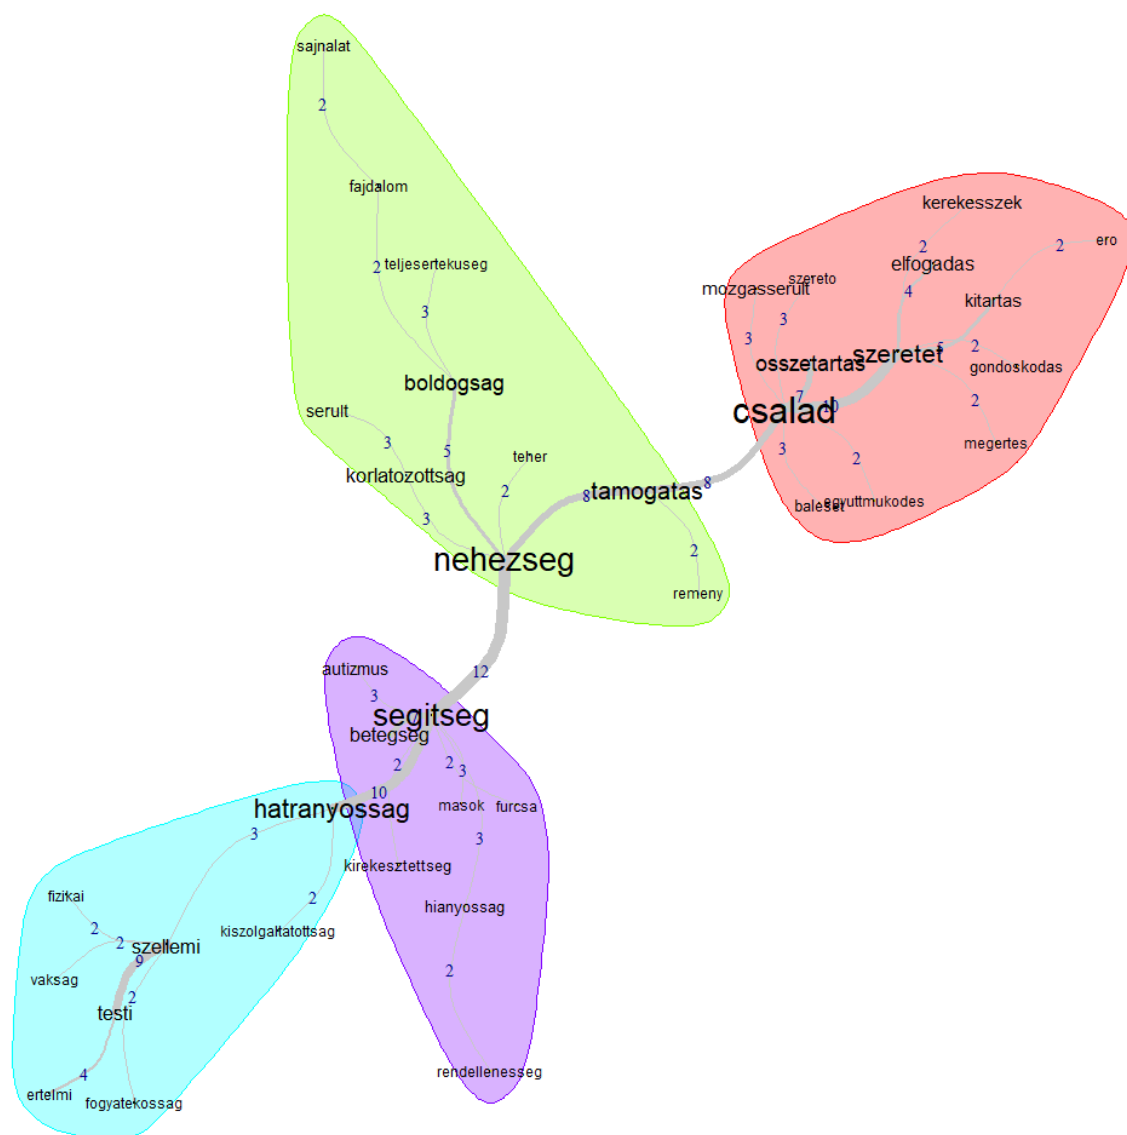 sajnalat
2
fajdalom
kerekesszek
2
2
ero
teljesertekuseg
2
elfogadas
szereto
mozgasserult
4
kitartas
3
3
3
5
2
osszetartas
szeretet
gondoskodas
boldogsag
7
10
2
csalad
serult
3
megertes
5
teher
3
2
korlatozottsag
8
tamogatas
8
2
baleset
egyuttmukodes
3
nehezseg
2
remeny
12
autizmus
3
segitseg
7
betegseg
2
2
3
10
hatranyossag
masok
furcsa
3
3
kirekesztettseg
fizikai
2
hianyossag
2
2
kiszolgaltatottsag
szellemi
9
2
vaksag
2
testi
4
rendellenesseg
ertelmi
fogyatekossag